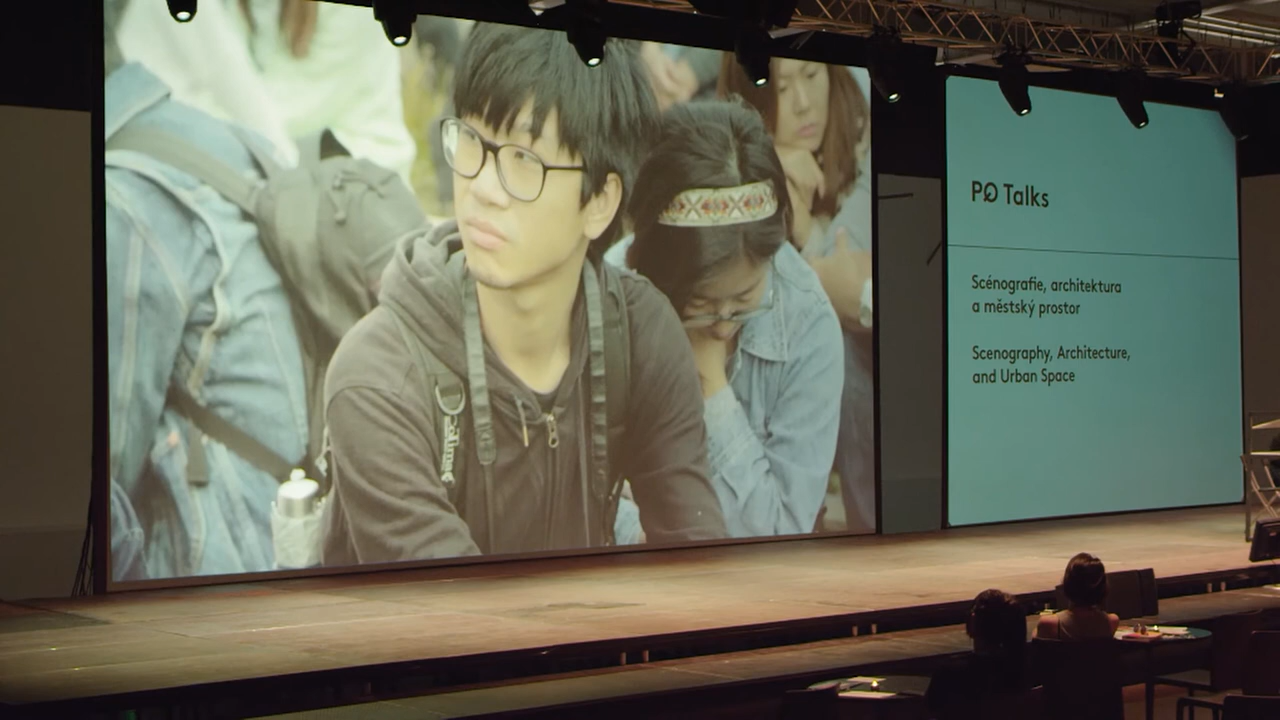 PQ Talks
Scénografie, architektura
a městský prostor
Scenography, Architecture,
and Urban Space